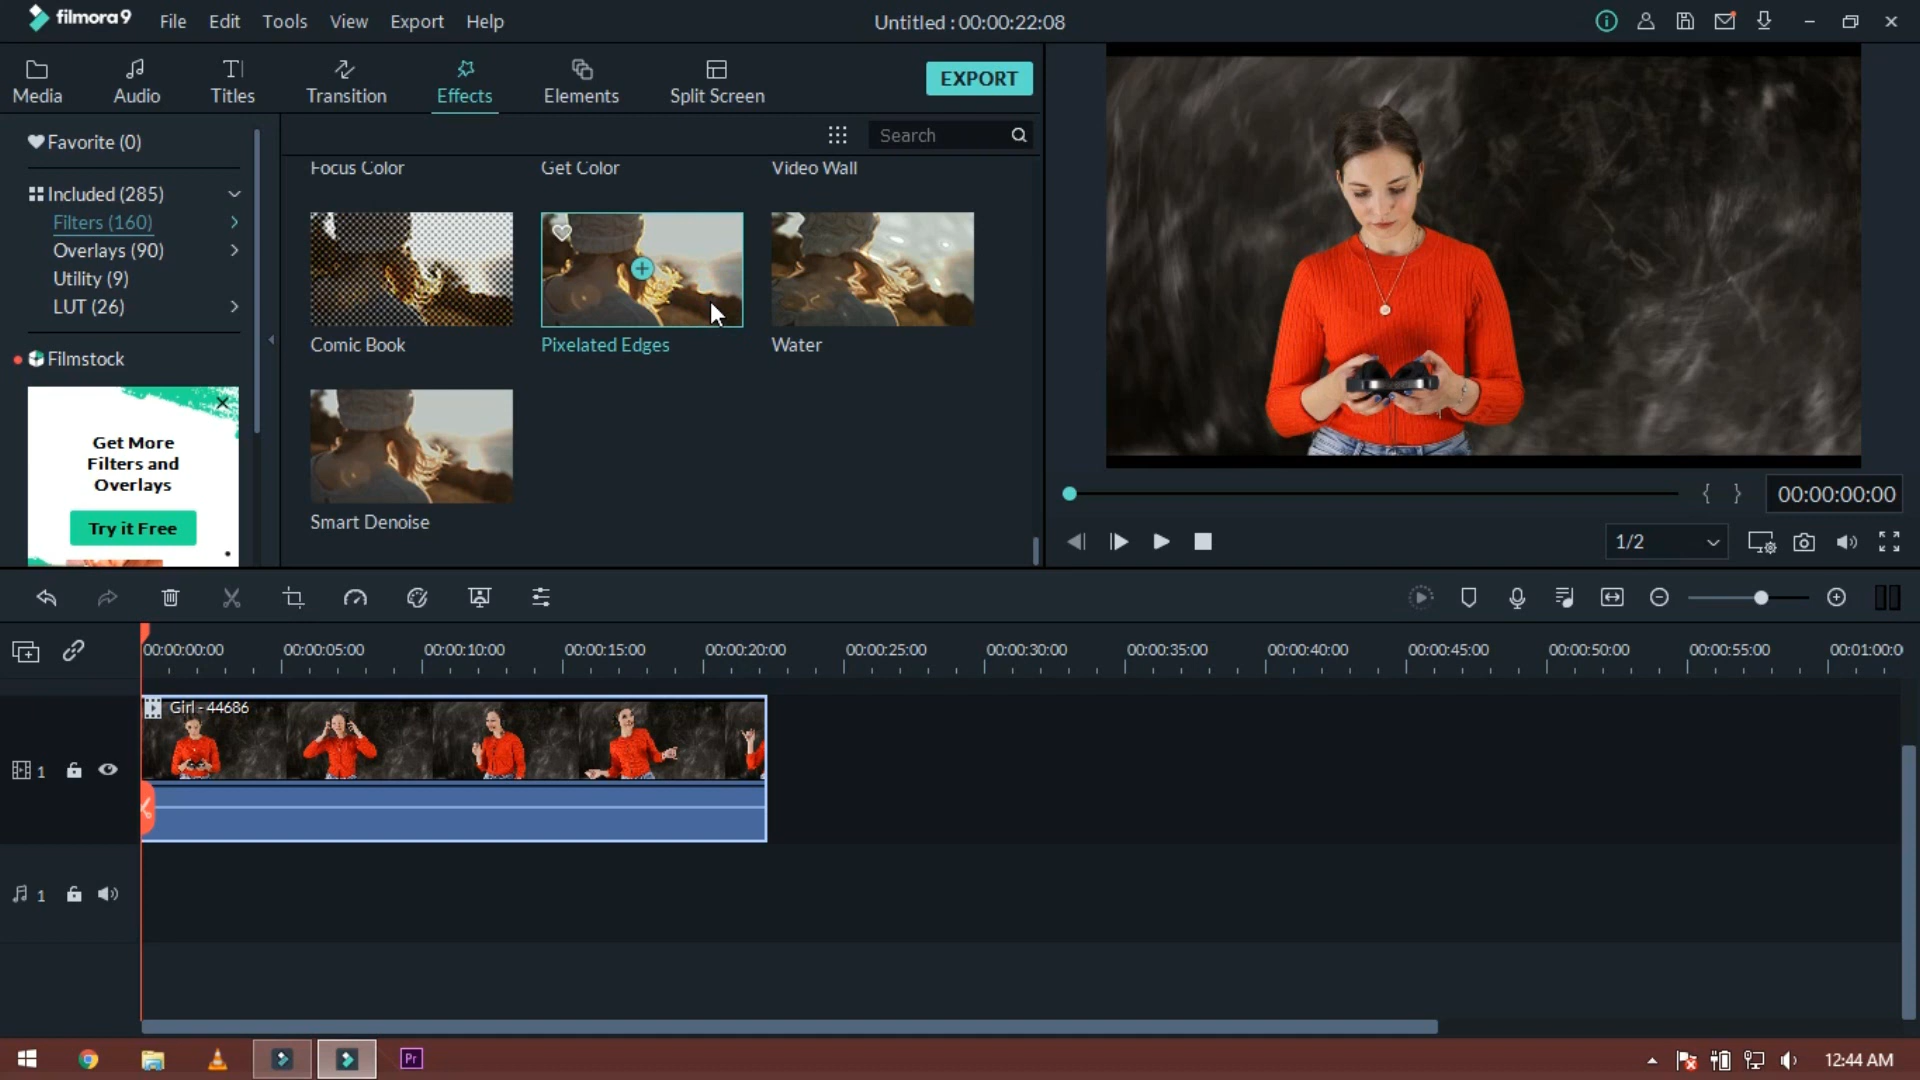 filmora9 File Edit Tools View Export Help Untitled : 00:00:22:08
Media Audio Titles Transition Effects Elements Split Screen EXPORT
Favorite (0)
Included (285)
Filters (160)
Overlays (90)
Utility (9)
LUT (26)
Filmstock
Get More
Filters and
Overlays
Try it Free
Search
Focus Color Get Color Video Wall
Comic Book Pixelated Edges Water
Smart Denoise
{ } 00:00:00:00
1/2
00:00:00:00 00:00:05:00 00:00:10:00 00:00:15:00 00:00:20:00 00:00:25:00 00:00:30:00 00:00:35:00 00:00:40:00 00:00:45:00 00:00:50:00 00:00:55:00 00:01:00:0
Girl - 44686
1
1
Pr 12:44 AM